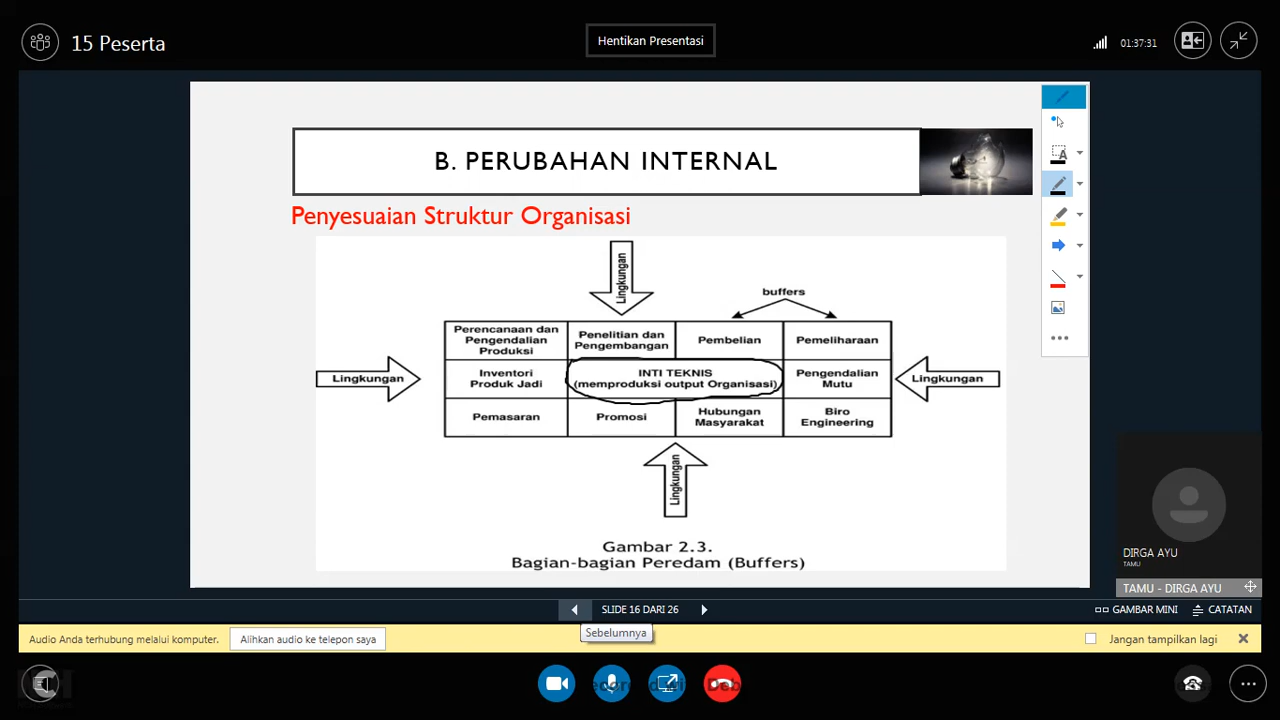 15 Peserta
Hentikan Presentasi
01:37:31
B. PERUBAHAN INTERNAL
Penyesuaian Struktur Organisasi
Lingkungan
buffers
Perencanaan dan
Pengendalian
Produksi
Penelitian dan
Pengembangan
Pembelian
Pemeliharaan
Lingkungan
Inventori
Produk Jadi
INTI TEKNIS
(memproduksi output Organisasi)
Pengendalian
Mutu
Lingkungan
Pemasaran
Promosi
Hubungan
Masyarakat
Biro
Engineering
Lingkungan
Gambar 2.3.
Bagian-bagian Peredam (Buffers)
DIRGA AYU
TAMU
TAMU - DIRGA AYU
SLIDE 16 DARI 26
GAMBAR MINI
CATATAN
Sebelumnya
Audio Anda terhubung melalui komputer.
Alihkan audio ke telepon saya
Jangan tampilkan lagi